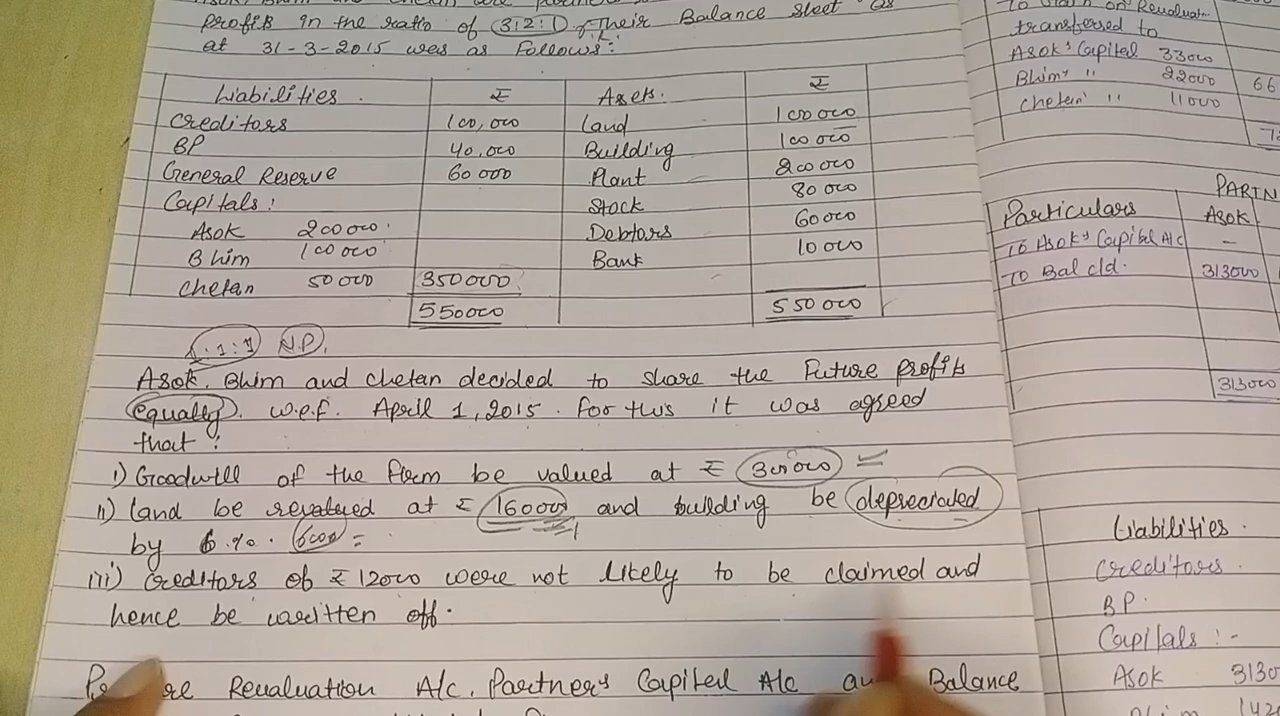 profits in the ratio of 3:2:1 their Balance Sheet as
at 31-3-2015 was as Follows:
Liabilities. ₹ Assets. ₹
Creditors 100,000 Land 100000
BP 40,000 Building 100000
General Reserve 60000 Plant 200000
Capitals: Stock 80000
Asok 200000 Debtors 60000
Bhim 100000 Bank 10000
Chetan 50000 350000
550000 550000
1:1:1 N.P.
Asok, Bhim and Chetan decided to share the Future profits
equally. w.e.f. April 1, 2015. For this it was agreed
that:
i) Goodwill of the firm be valued at ₹ 300000
ii) Land be revalued at ₹ 160000 and building be depreciated
by 6%. 6000 =
iii) Creditors of ₹ 12000 were not likely to be claimed and
hence be written off.
Revaluation A/c, Partner's Capital A/c Balance
on Revaluat.
transferred to
Asok's Capital 33000
Bhim's " 22000 66
Chetan' " 11000
PARTN
Particulars Asok
To Asok's Capital A/c -
To Bal c/d. 313000
313000
Liabilities.
Creditors.
BP.
Capitals:-
Asok 3130